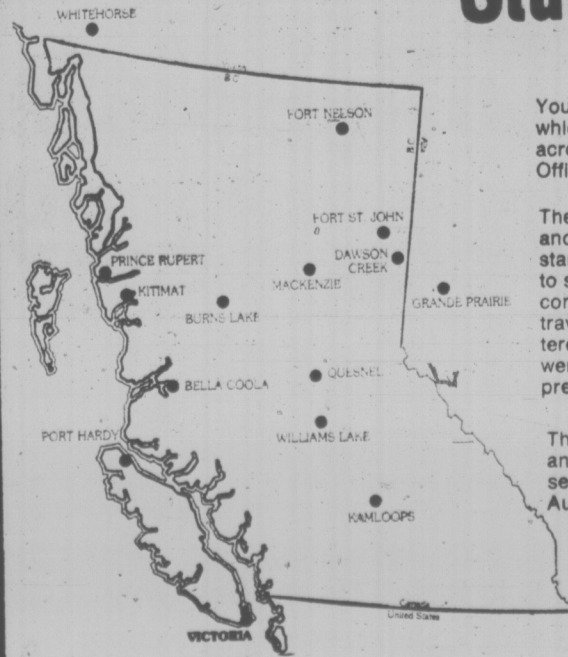 WHITEHORSE
B.C.
FORT NELSON
B.C.
FORT ST. JOHN
DAWSON
CREEK
PRINCE RUPERT
KITIMAT
MACKENZIE
GRANDE PRAIRIE
BURNS LAKE
BELLA COOLA
QUESNEL
PORT HARDY
WILLIAMS LAKE
KAMLOOPS
Canada
United States
VICTORIA
You
whic
acro
Offi
The
and
sta
to s
con
trav
tere
wer
pre
Th
an
se
Au